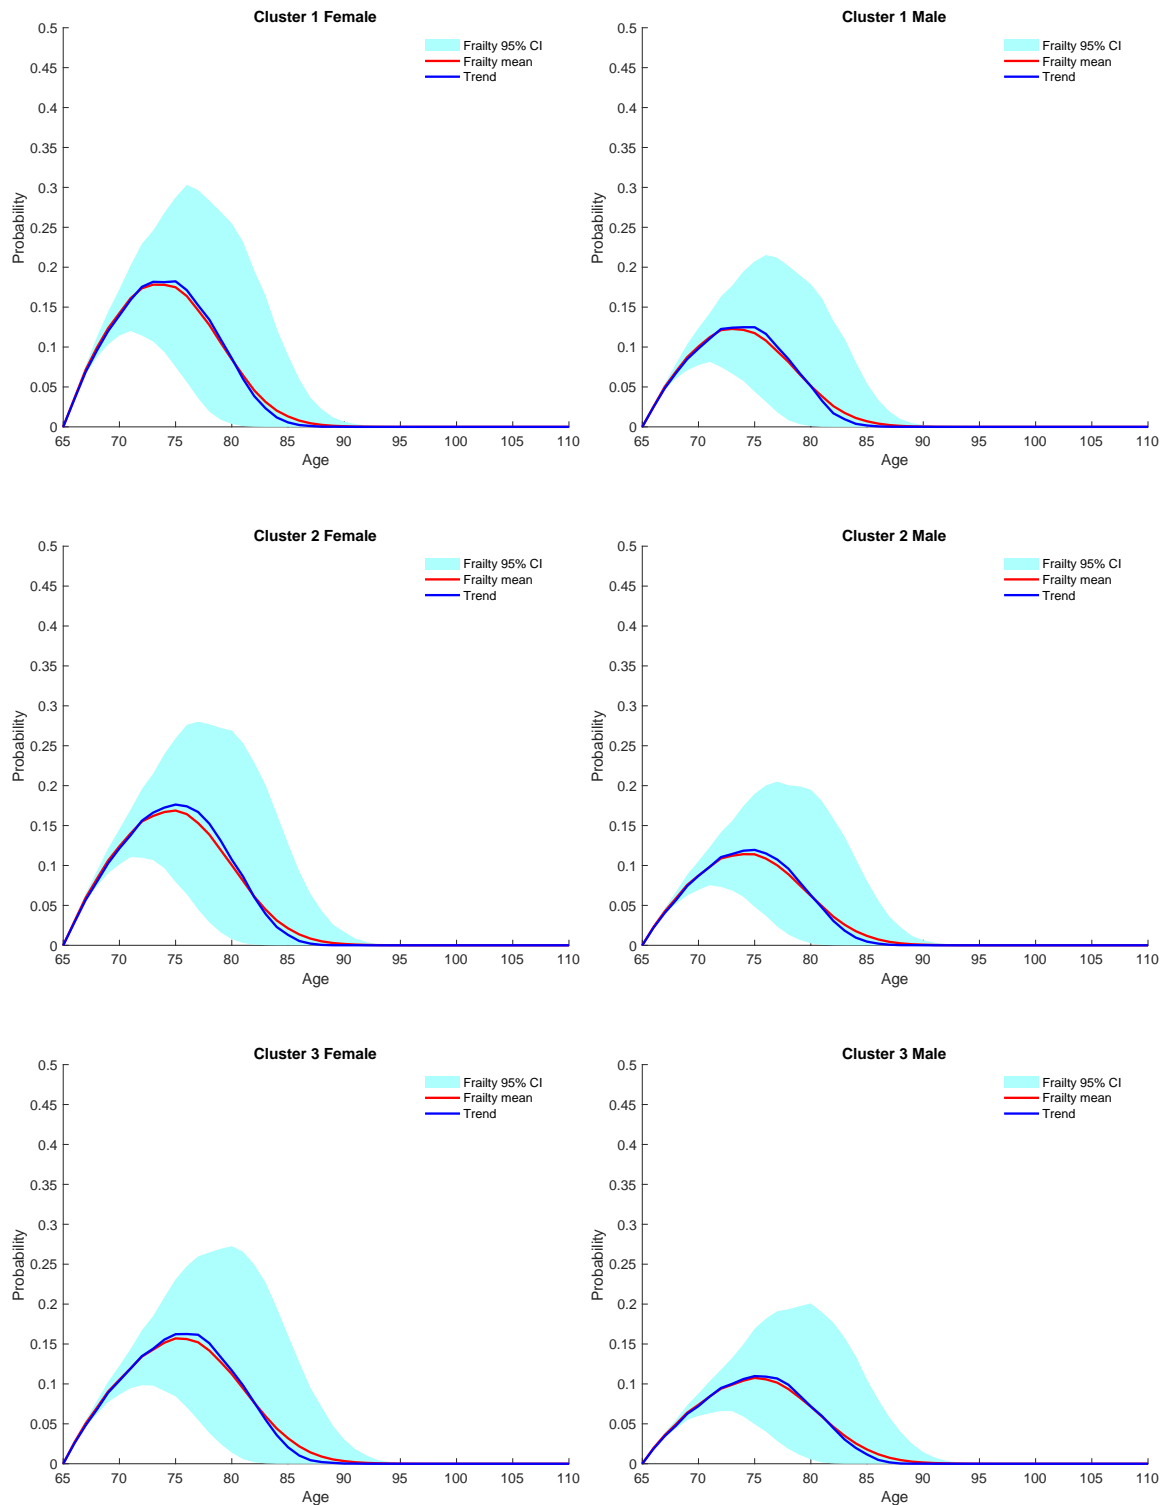 Cluster 1 Female
0.5
0.45
0.4
0.35
0.3
0.25
0.2
0.15
0.1
0.05
0
Probability
Frailty 95% CI
Frailty mean
Trend
65 70 75 80 85 90 95 100 105 110
Age
Cluster 1 Male
0.5
0.45
0.4
0.35
0.3
0.25
0.2
0.15
0.1
0.05
0
Probability
Frailty 95% CI
Frailty mean
Trend
65 70 75 80 85 90 95 100 105 110
Age
Cluster 2 Female
0.5
0.45
0.4
0.35
0.3
0.25
0.2
0.15
0.1
0.05
0
Probability
Frailty 95% CI
Frailty mean
Trend
65 70 75 80 85 90 95 100 105 110
Age
Cluster 2 Male
0.5
0.45
0.4
0.35
0.3
0.25
0.2
0.15
0.1
0.05
0
Probability
Frailty 95% CI
Frailty mean
Trend
65 70 75 80 85 90 95 100 105 110
Age
Cluster 3 Female
0.5
0.45
0.4
0.35
0.3
0.25
0.2
0.15
0.1
0.05
0
Probability
Frailty 95% CI
Frailty mean
Trend
65 70 75 80 85 90 95 100 105 110
Age
Cluster 3 Male
0.5
0.45
0.4
0.35
0.3
0.25
0.2
0.15
0.1
0.05
0
Probability
Frailty 95% CI
Frailty mean
Trend
65 70 75 80 85 90 95 100 105 110
Age